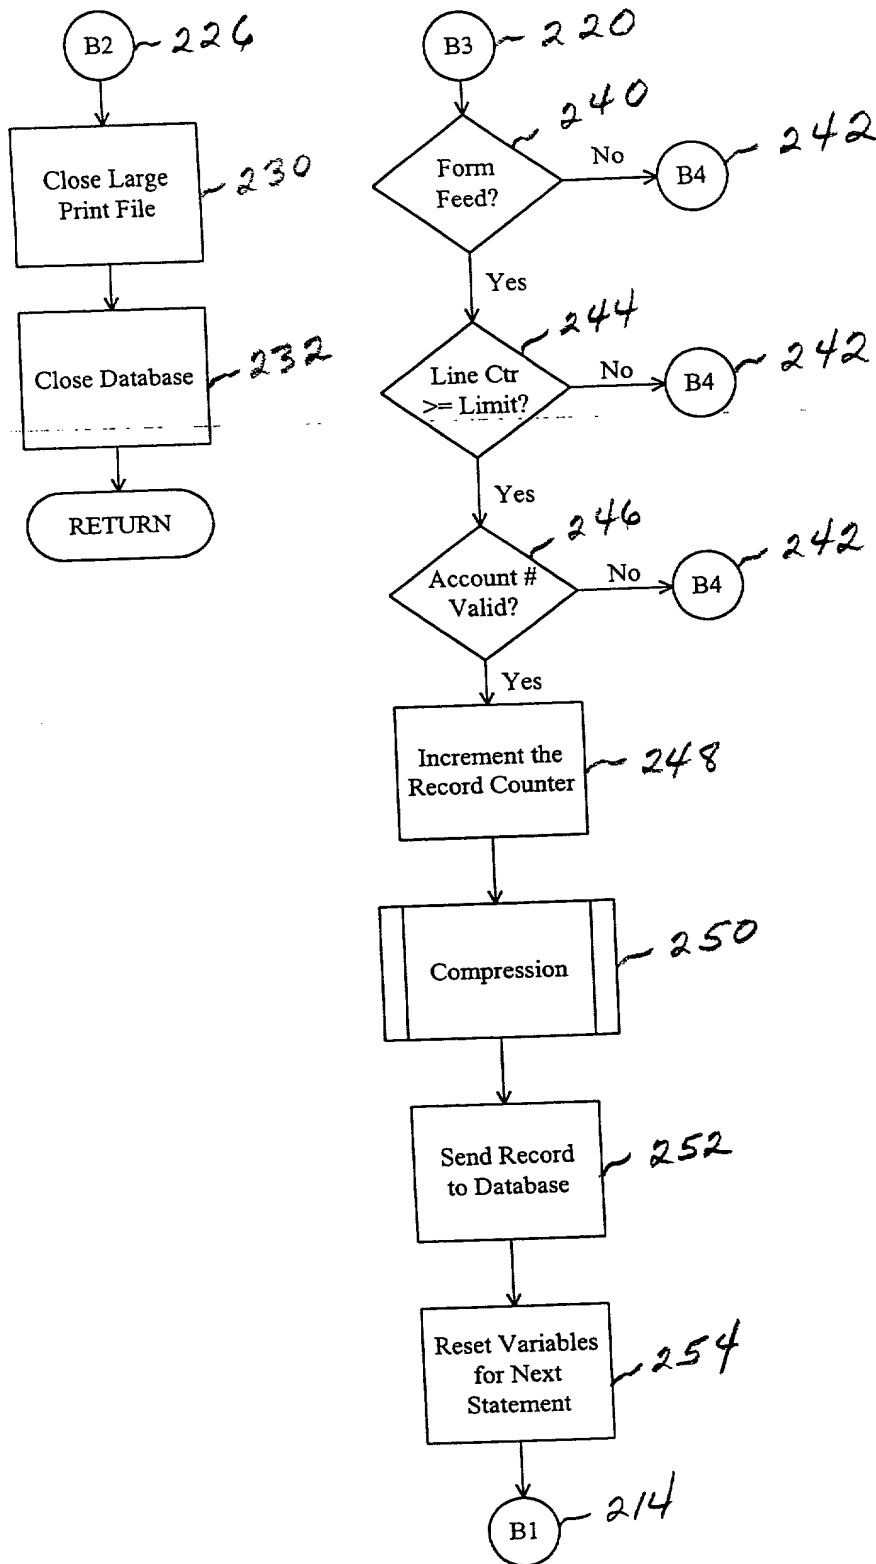 B2 226
Close Large
Print File
230
Close Database
232
RETURN
B3 220
Form
Feed?
240
No
B4 242
Yes
Line Ctr
>= Limit?
244
No
B4 242
Yes
Account #
Valid?
246
No
B4 242
Yes
Increment the
Record Counter
248
Compression
250
Send Record
to Database
252
Reset Variables
for Next
Statement
254
B1 214